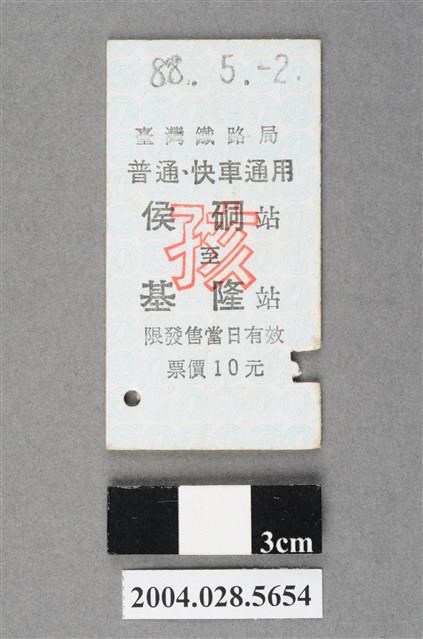 88. 5.-2.
臺灣鐵路局
普通、快車通用
侯硐站
孩
至
基隆站
限發售當日有效
票價10元
3cm
2004.028.5654